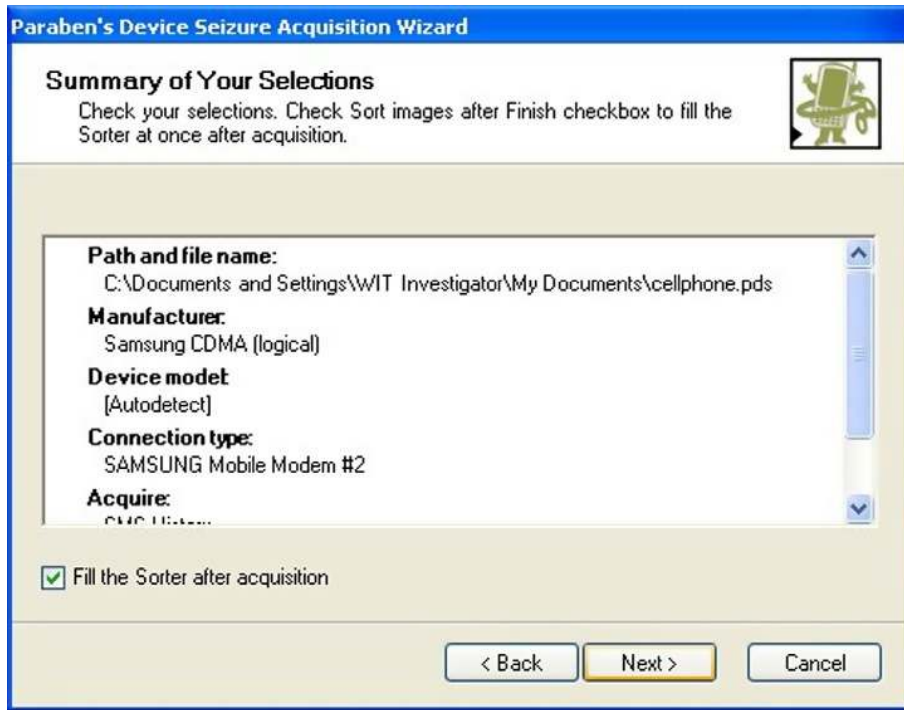 Paraben's Device Seizure Acquisition Wizard
Summary of Your Selections
Check your selections. Check Sort images after Finish checkbox to fill the
Sorter at once after acquisition.
Path and file name:
C:\Documents and Settings\WIT Investigator\My Documents\cellphone.pds
Manufacturer:
Samsung CDMA (logical)
Device model:
[Autodetect]
Connection type:
SAMSUNG Mobile Modem #2
Acquire:
SMS History
Fill the Sorter after acquisition
< Back
Next >
Cancel